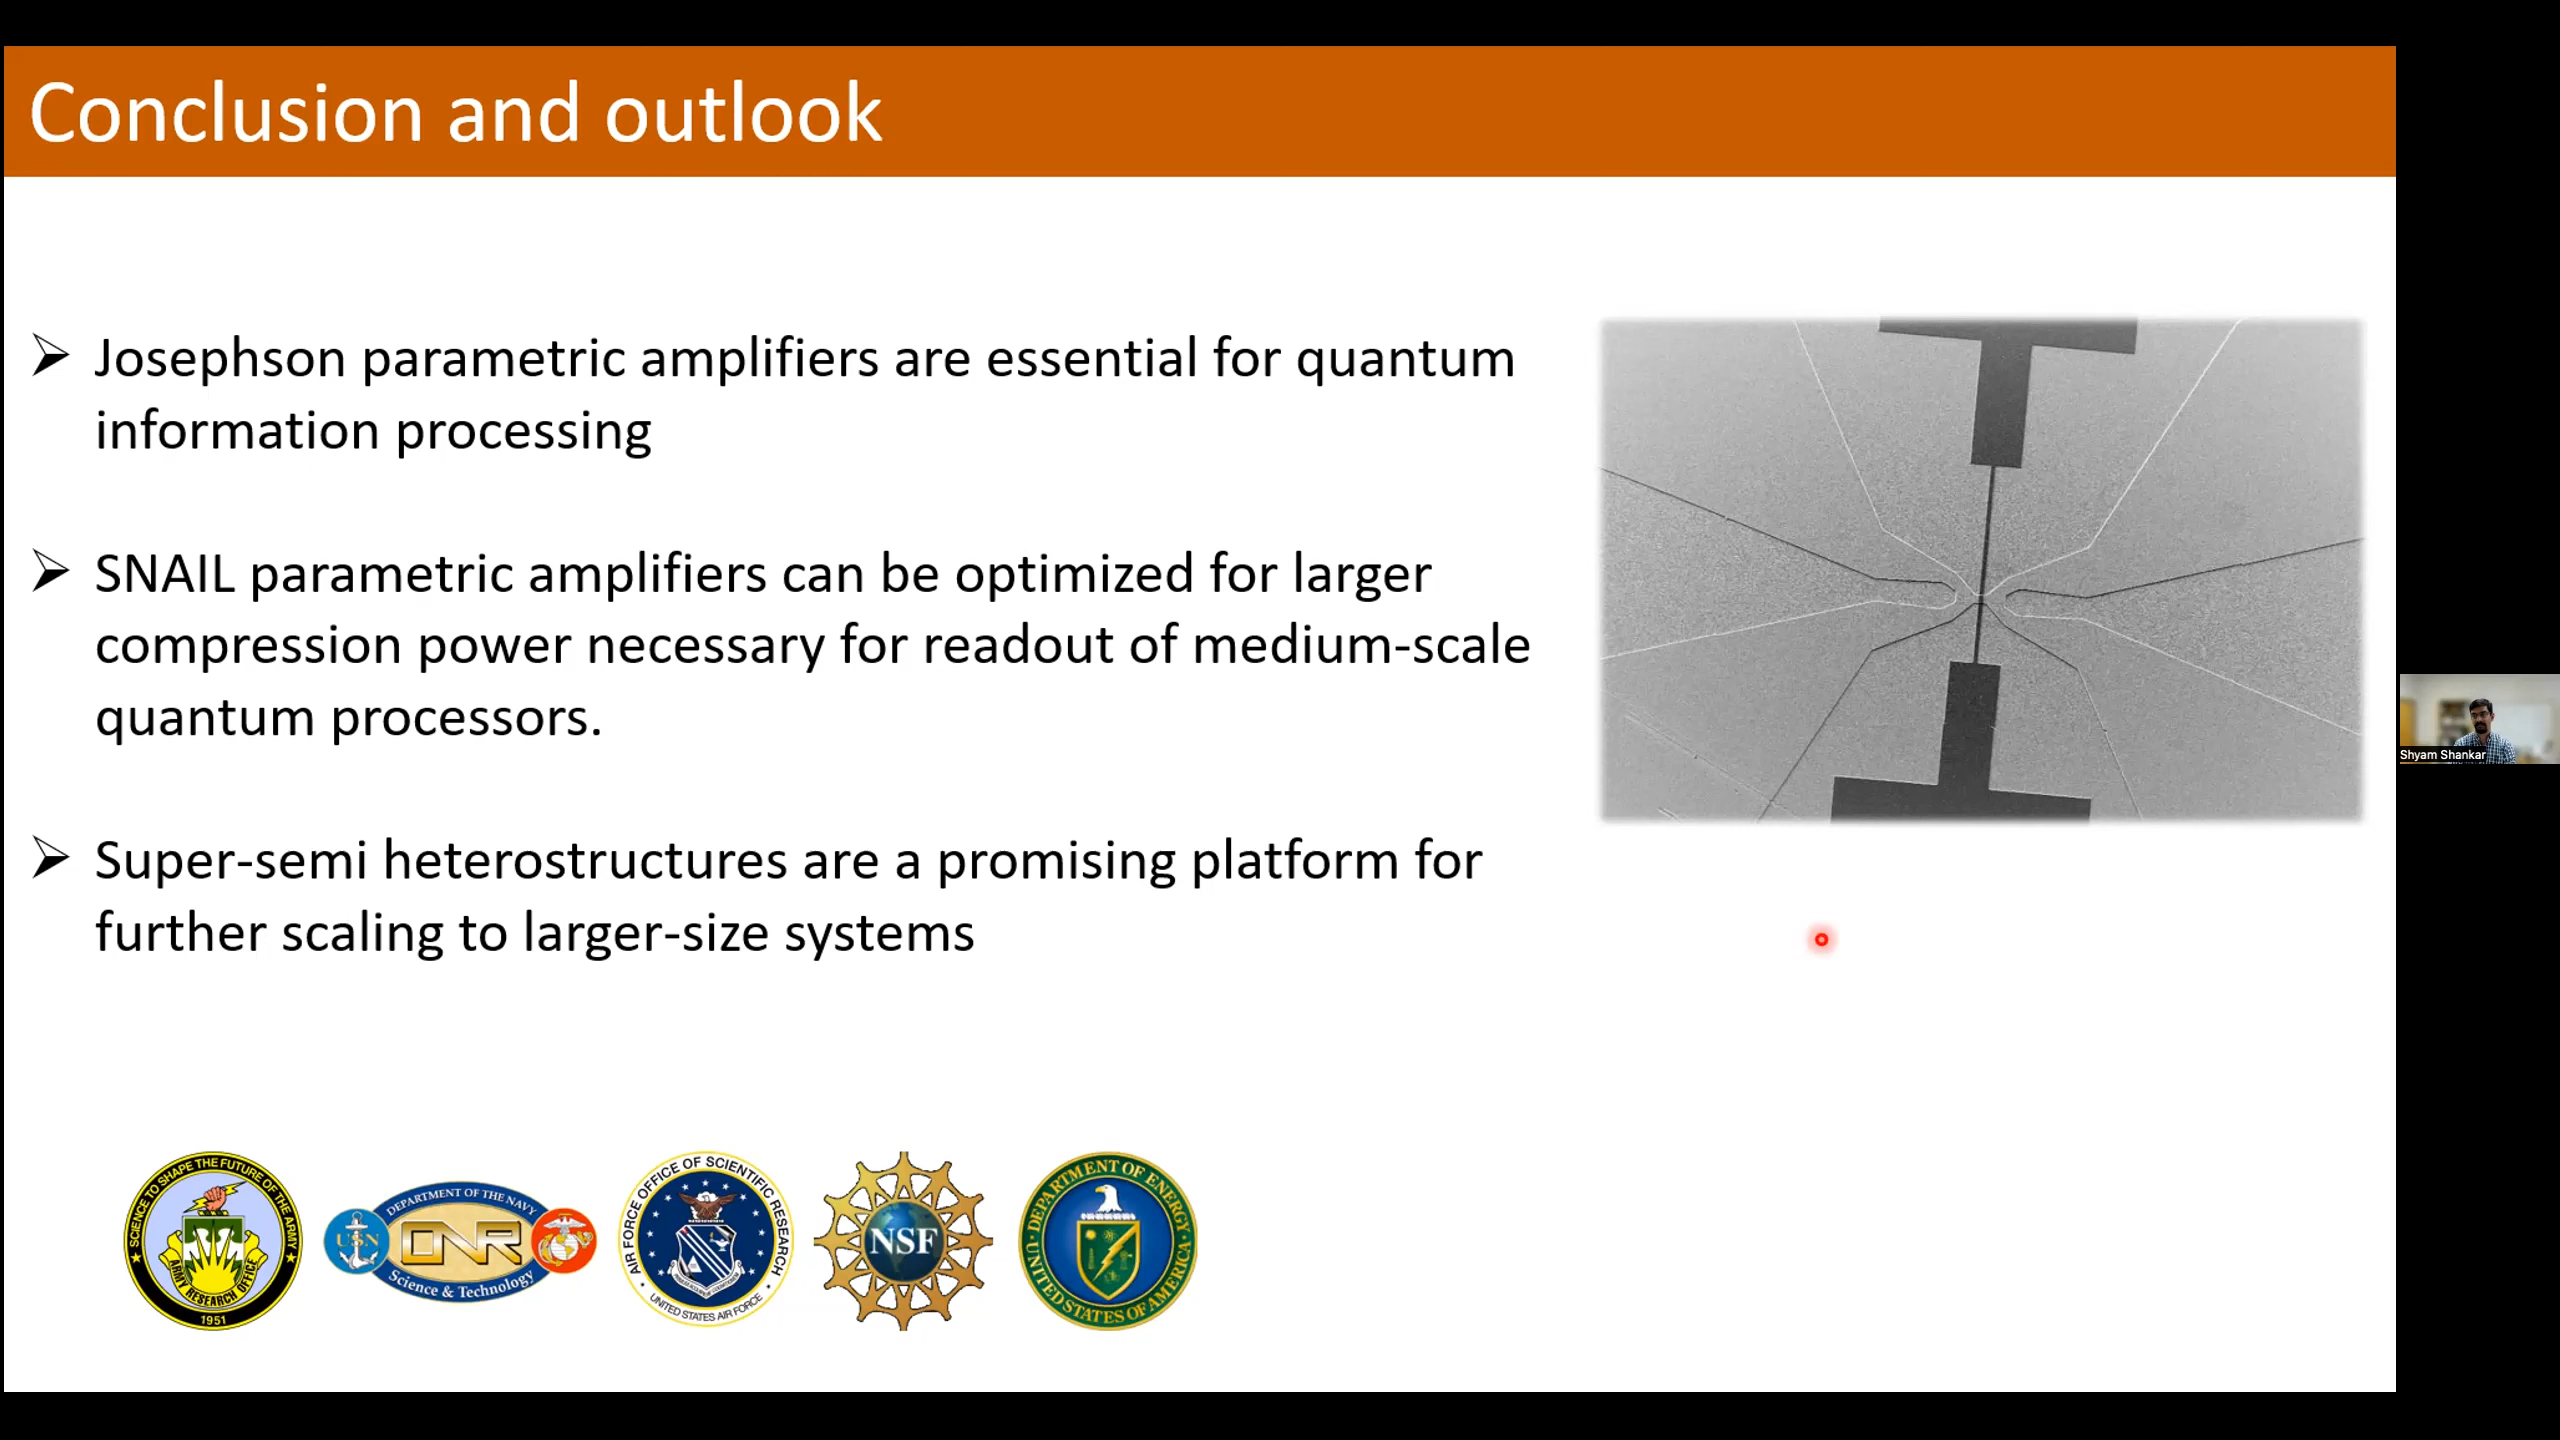 Conclusion and outlook
Josephson parametric amplifiers are essential for quantum
information processing
SNAIL parametric amplifiers can be optimized for larger
compression power necessary for readout of medium-scale
quantum processors.
Super-semi heterostructures are a promising platform for
further scaling to larger-size systems
Shyam Shankar
SCIENCE TO SHAPE THE FUTURE OF THE ARMY
ARMY RESEARCH OFFICE
1951
DEPARTMENT OF THE NAVY
USN
ONR
Science & Technology
AIR FORCE OFFICE OF SCIENTIFIC RESEARCH
UNITED STATES AIR FORCE
NSF
DEPARTMENT OF ENERGY
UNITED STATES OF AMERICA